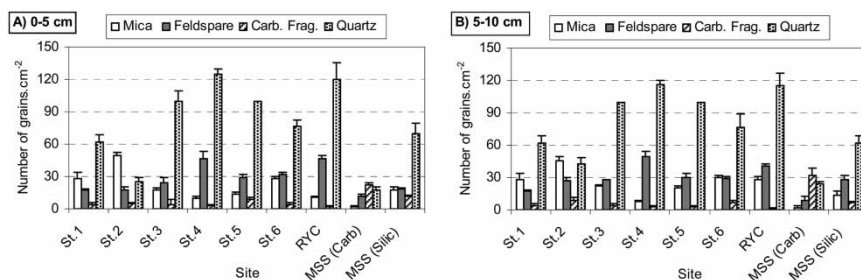 A) 0-5 cm
Mica Feldspare Carb. Frag. Quartz
Number of grains.cm-2
150
120
90
60
30
0
St.1 St.2 St.3 St.4 St.5 St.6 RYC MSS (Carb) MSS (Silic)
Site
B) 5-10 cm
Mica Feldspare Carb. Frag. Quartz
Number of grains.cm-2
150
120
90
60
30
0
St.1 St.2 St.3 St.4 St.5 St.6 RYC MSS (Carb) MSS (Silic)
Site